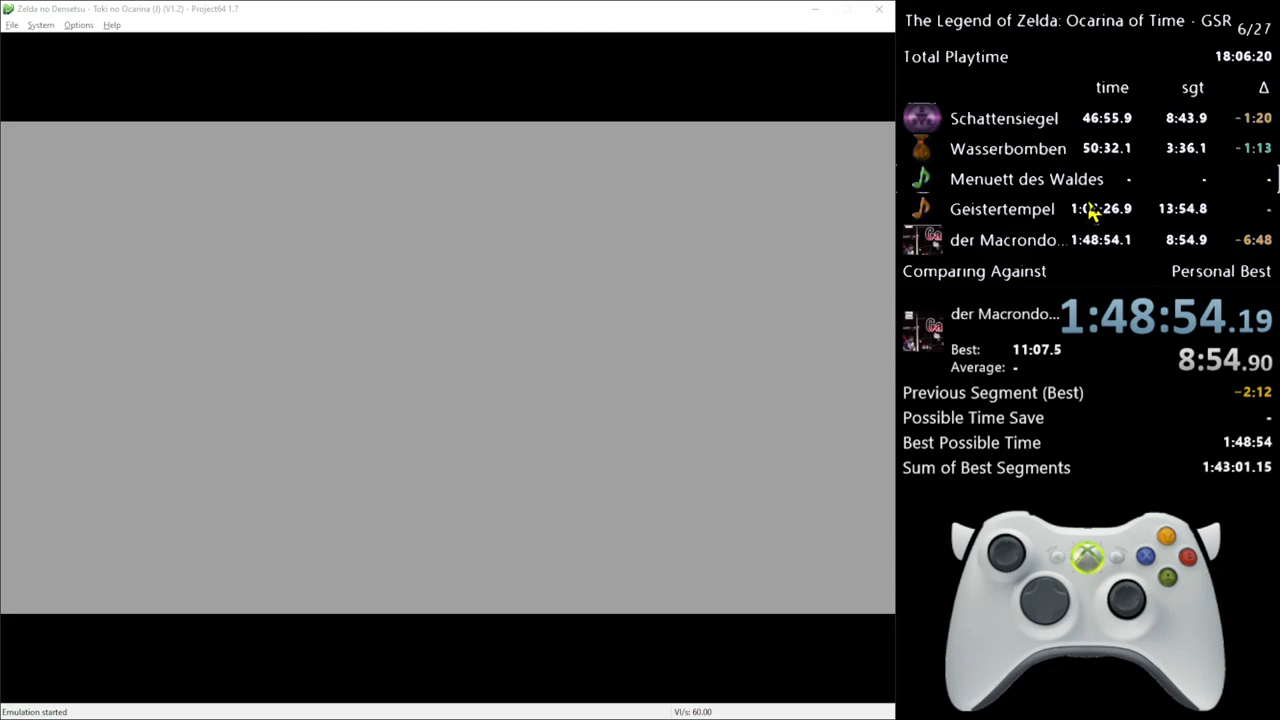 Zelda no Densetsu - Toki no Ocarina (J) (V1.2) - Project64 1.7
File System Options Help
The Legend of Zelda: Ocarina of Time · GSR 6/27
Total Playtime 18:06:20
time sgt Δ
Schattensiegel 46:55.9 8:43.9 -1:20
Wasserbomben 50:32.1 3:36.1 -1:13
Menuett des Waldes - - -
Geistertempel 13:54.8 -
der Macrondo... 1:48:54.1 8:54.9 -6:48
Comparing Against Personal Best
der Macrondo... 1:48:54.19
Best: 11:07.5 8:54.90
Average: -
Previous Segment (Best) -2:12
Possible Time Save -
Best Possible Time 1:48:54
Sum of Best Segments 1:43:01.15
Y
X B
A
Emulation started VI/s: 60.00